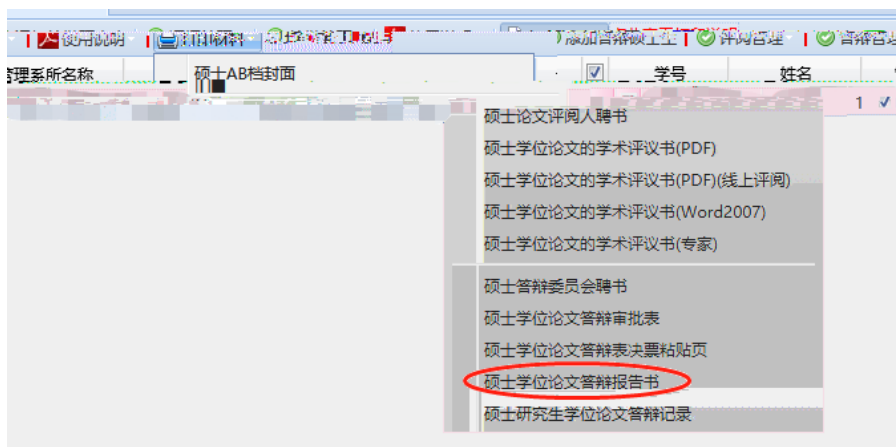 使用说明 打印材料 添加答辩硕士生 评阅管理
管理系所名称 学号 姓名
硕士AB档封面
1
硕士论文评阅人聘书
硕士学位论文的学术评议书(PDF)
硕士学位论文的学术评议书(PDF)(线上评阅)
硕士学位论文的学术评议书(Word2007)
硕士学位论文的学术评议书(专家)
硕士答辩委员会聘书
硕士学位论文答辩审批表
硕士学位论文答辩表决票粘贴页
硕士学位论文答辩报告书
硕士研究生学位论文答辩记录